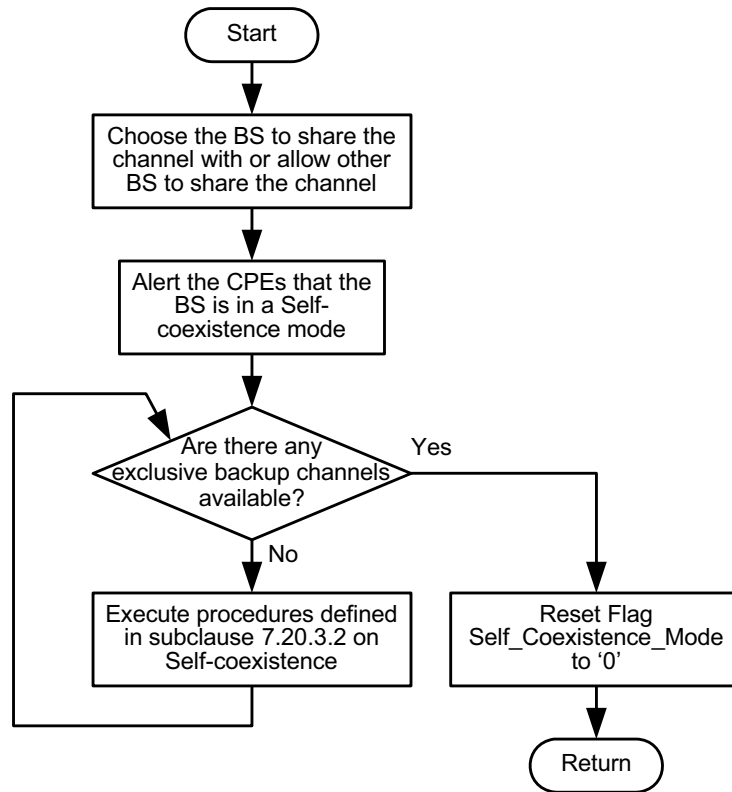 Start
Choose the BS to share the
channel with or allow other
BS to share the channel
Alert the CPEs that the
BS is in a Self-
coexistence mode
Are there any
exclusive backup channels
available?
Yes
No
Execute procedures defined
in subclause 7.20.3.2 on
Self-coexistence
Reset Flag
Self_Coexistence_Mode
to ‘0’
Return